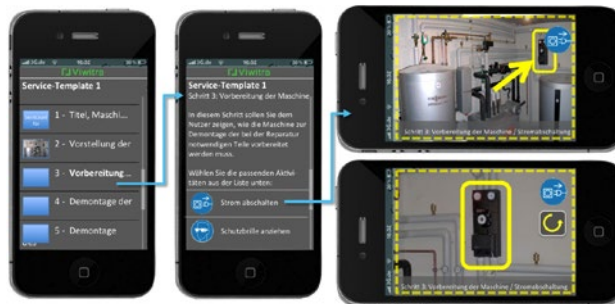 Viwitra
Service-Template 1
1 - Titel, Maschi...
2 - Vorstellung der
3 - Vorbereitung...
4 - Demontage der
5 - Demontage
Viwitra
Service-Template 1
Schritt 3: Vorbereitung der Maschine.
In diesem Schritt sollen Sie dem
Nutzer zeigen, wie die Maschine zur
Demontage der bei der Reparatur
notwendigen Teile vorbereitet
werden muss.
Wählen Sie die passenden Aktivi-
täten aus der Liste unten:
Strom abschalten
Schutzbrille anziehen
Schritt 3: Vorbereitung der Maschine / Stromabschaltung
Schritt 3: Vorbereitung der Maschine / Stromabschaltung